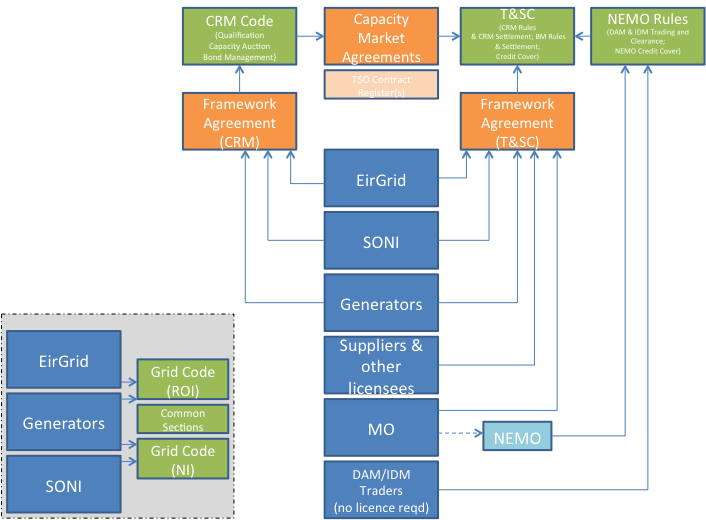 CRM Code
(Qualification
Capacity Auction
Bond Management)
Capacity
Market
Agreements
TSO Contract
Register(s)
T&SC
(CRM Rules
& CRM Settlement; BM Rules
& Settlement;
Credit Cover)
NEMO Rules
(DAM & IDM Trading and
Clearance;
NEMO Credit Cover)
Framework
Agreement
(CRM)
Framework
Agreement
(T&SC)
EirGrid
SONI
Generators
Suppliers &
other
licensees
MO
NEMO
DAM/IDM
Traders
(no licence reqd)
EirGrid
Generators
SONI
Grid Code
(ROI)
Common
Sections
Grid Code
(NI)